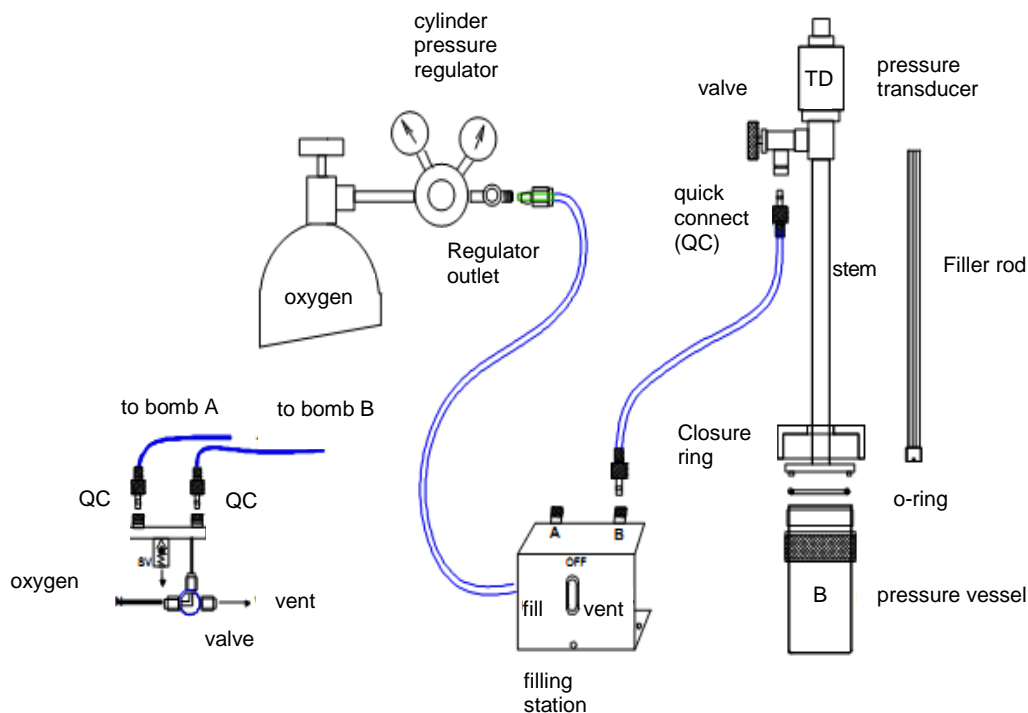 cylinder
pressure
regulator
valve
TD
pressure
transducer
quick
connect
(QC)
Regulator
outlet
stem
Filler rod
oxygen
to bomb A
to bomb B
Closure
ring
QC
QC
o-ring
A
B
SV
OFF
oxygen
vent
fill
vent
B
pressure vessel
valve
filling
station